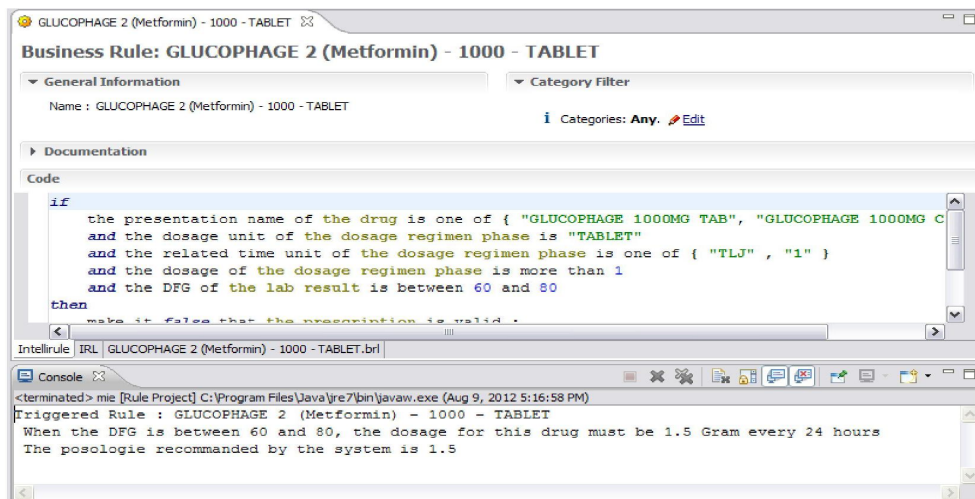 GLUCOPHAGE 2 (Metformin) - 1000 - TABLET
Business Rule: GLUCOPHAGE 2 (Metformin) - 1000 - TABLET
General Information
Category Filter
Name : GLUCOPHAGE 2 (Metformin) - 1000 - TABLET
i Categories: Any. Edit
Documentation
Code
if
the presentation name of the drug is one of { "GLUCOPHAGE 1000MG TAB", "GLUCOPHAGE 1000MG C
and the dosage unit of the dosage regimen phase is "TABLET"
and the related time unit of the dosage regimen phase is one of { "TLJ" , "1" }
and the dosage of the dosage regimen phase is more than 1
and the DFG of the lab result is between 60 and 80
then
make it false that the prescription is valid ;
Intellirule IRL GLUCOPHAGE 2 (Metformin) - 1000 - TABLET.brl
Console
<terminated> mie [Rule Project] C:\Program Files\Java\jre7\bin\javaw.exe (Aug 9, 2012 5:16:58 PM)
Triggered Rule : GLUCOPHAGE 2 (Metformin) - 1000 - TABLET
When the DFG is between 60 and 80, the dosage for this drug must be 1.5 Gram every 24 hours
The posologie recommanded by the system is 1.5